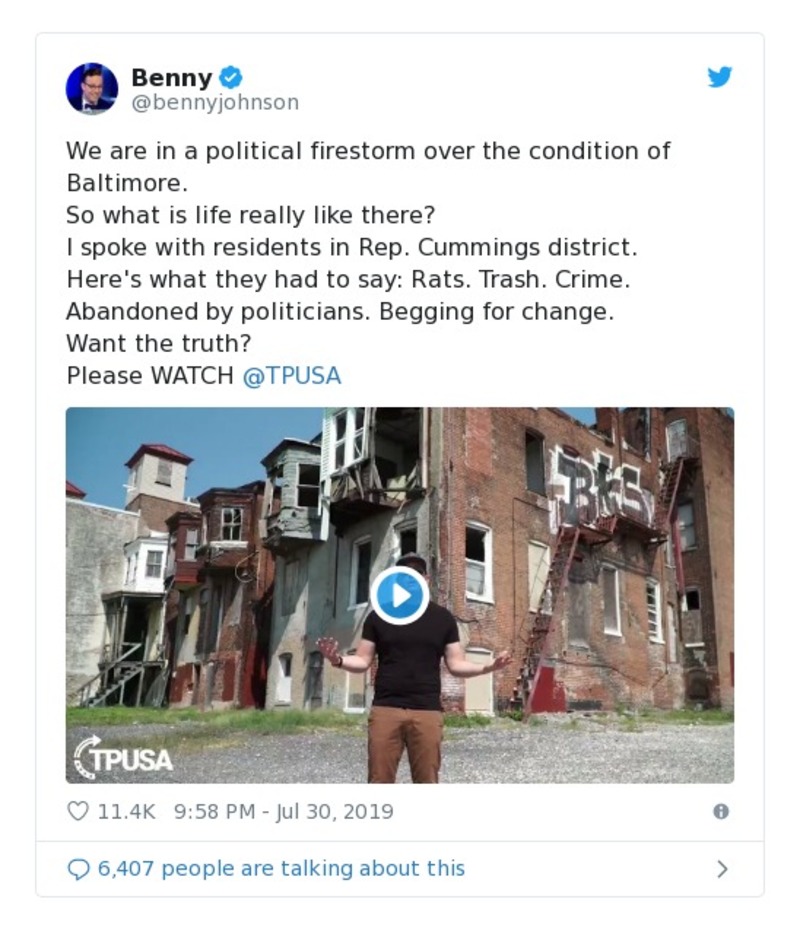 Benny
@bennyjohnson
We are in a political firestorm over the condition of
Baltimore.
So what is life really like there?
I spoke with residents in Rep. Cummings district.
Here's what they had to say: Rats. Trash. Crime.
Abandoned by politicians. Begging for change.
Want the truth?
Please WATCH @TPUSA
TPUSA
11.4K 9:58 PM - Jul 30, 2019
6,407 people are talking about this